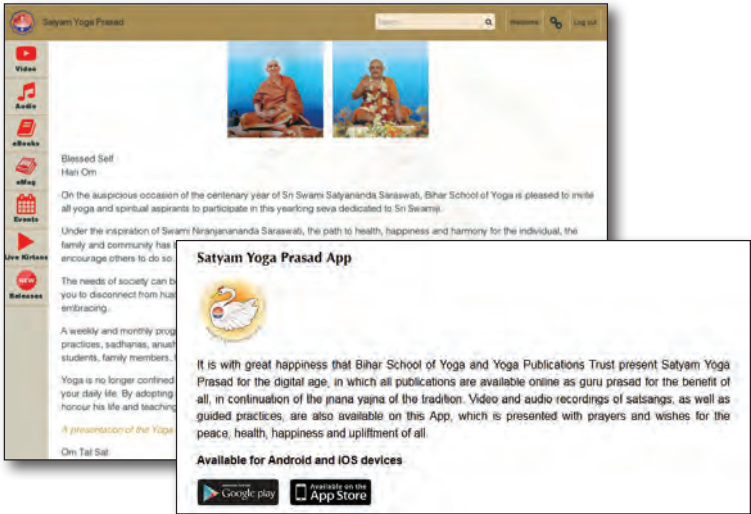 Satyam Yoga Prasad
Search
Welcome
Log out
Video
Audio
eBooks
eMag
Events
Live Kirtans
NEW
Releases
Blessed Self
Hari Om
On the auspicious occasion of the centenary year of Sri Swami Satyananda Saraswati, Bihar School of Yoga is pleased to invite
all yoga and spiritual aspirants to participate in this yearlong seva dedicated to Sri Swamiji.
Under the inspiration of Swami Niranjanananda Saraswati, the path to health, happiness and harmony for the individual, the
family and community has
encourage others to do so
The needs of society can b
you to disconnect from
embracing.
A weekly and monthly prog
practices, sadhanas, anush
students, family members,
Yoga is no longer confined
your daily life. By adopting
honour his life and teaching
A presentation of the Yoga
Om Tat Sat
Satyam Yoga Prasad App
It is with great happiness that Bihar School of Yoga and Yoga Publications Trust present Satyam Yoga
Prasad for the digital age, in which all publications are available online as guru prasad for the benefit of
all, in continuation of the jnana yajna of the tradition. Video and audio recordings of satsangs, as well as
guided practices, are also available on this App, which is presented with prayers and wishes for the
peace, health, happiness and upliftment of all.
Available for Android and iOS devices
Google play
Available on the
App Store